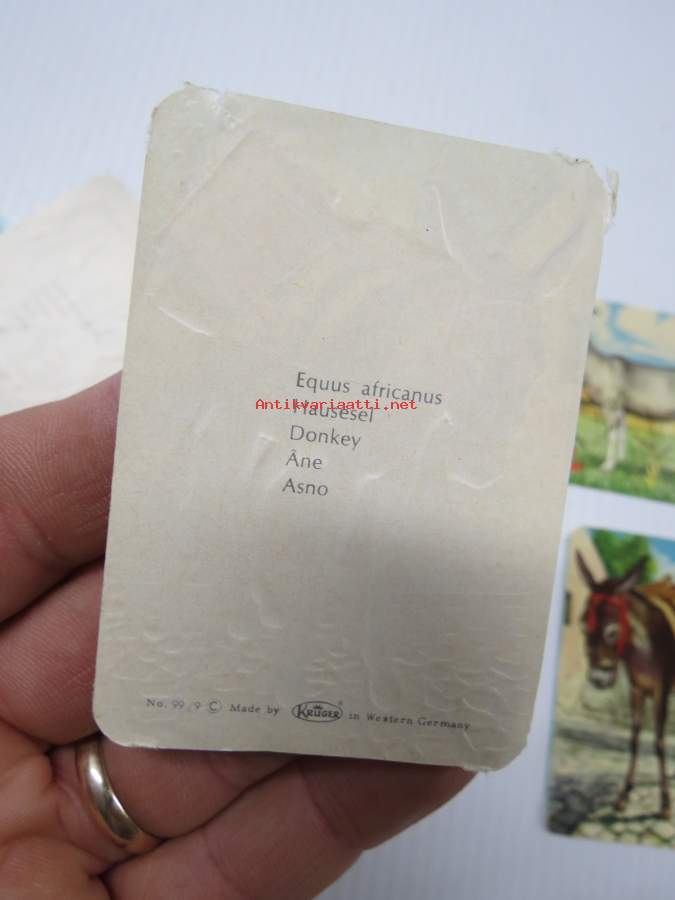 Equus africanus
Antikvariaatti.net
Hausesel
Donkey
Âne
Asno
No. 99/9 © Made by KRÜGER ® in Western Germany